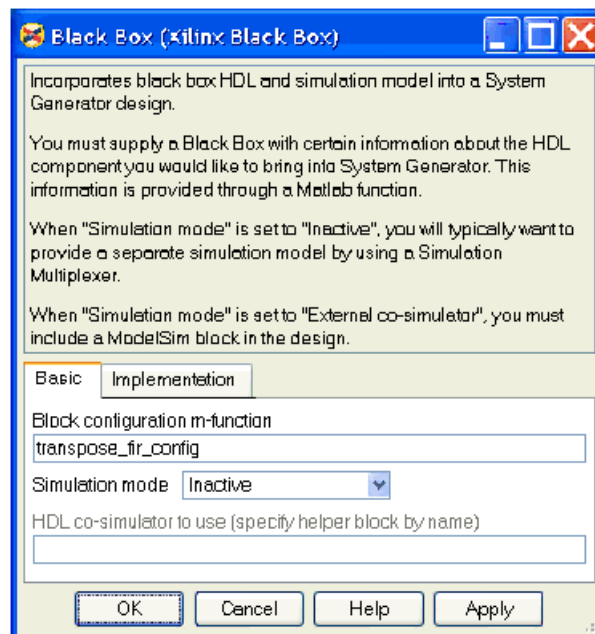 Black Box (Xilinx Black Box)
Incorporates black box HDL and simulation model into a System
Generator design.
You must supply a Black Box with certain information about the HDL
component you would like to bring into System Generator. This
information is provided through a Matlab function.
When "Simulation mode" is set to "Inactive", you will typically want to
provide a separate simulation model by using a Simulation
Multiplexer.
When "Simulation mode" is set to "External co-simulator", you must
include a ModelSim block in the design.
Basic Implementation
Block configuration m-function
transpose_fir_config
Simulation mode Inactive
HDL co-simulator to use (specify helper block by name)
OK Cancel Help Apply